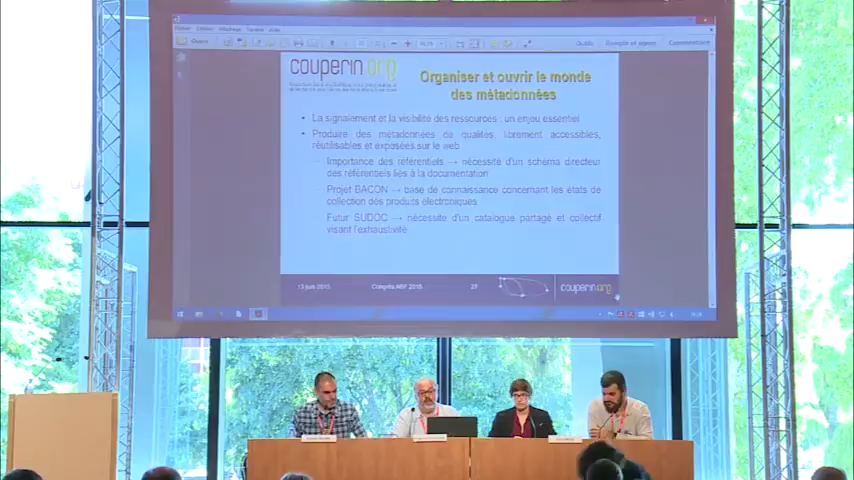 couperin.org
Organiser et ouvrir le monde
des métadonnées
• La signalement et la visibilité des ressources : un enjeu essentiel
• Produire des métadonnées de qualités, librement accessibles,
réutilisables et exposées sur le web
– Importance des référentiels → nécessité d'un schema directeur
des référentiels liés à la documentation
Projet BACON → base de connaissance concernant les états de
collection des produits électroniques
Futur SUDOC → nécessite d'un catalogue partagé et collectif
visant l'exhaustivité
13 juin 2015
Congrès ABF 2015
couperin.org